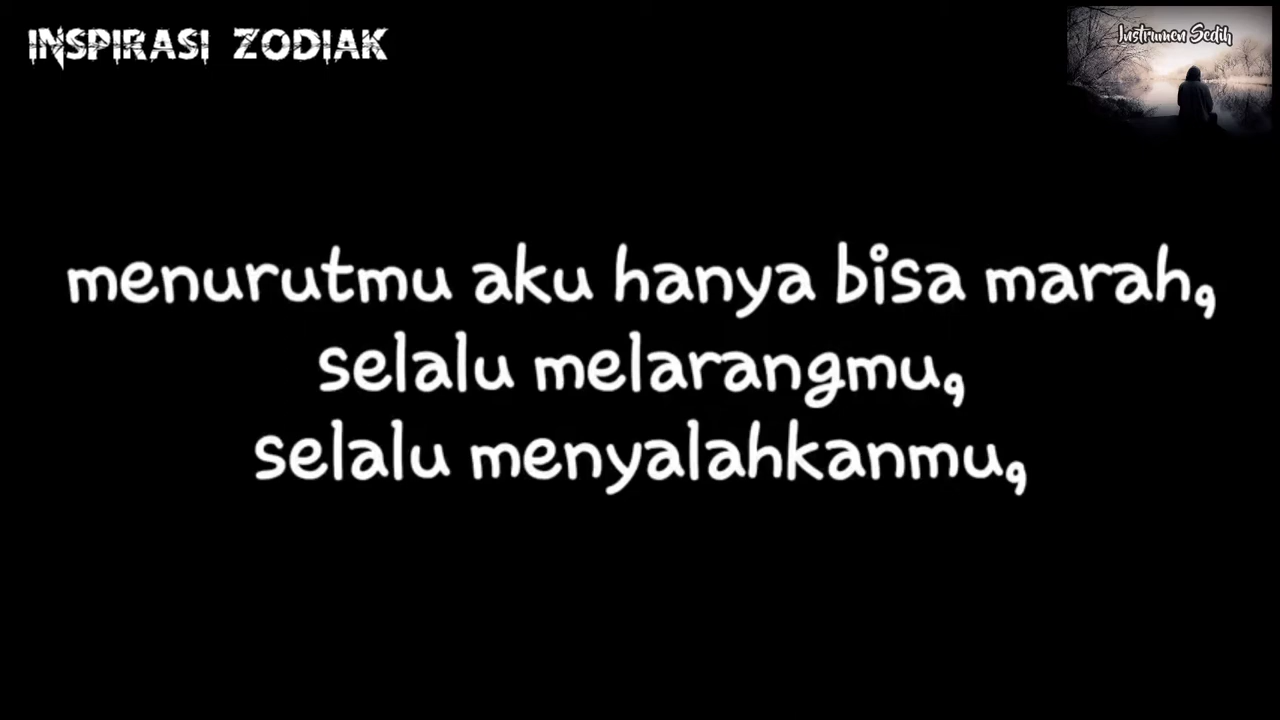 INSPIRASI ZODIAK
Instrumen Sedih
menurutmu aku hanya bisa marah,
selalu melarangmu,
selalu menyalahkanmu,